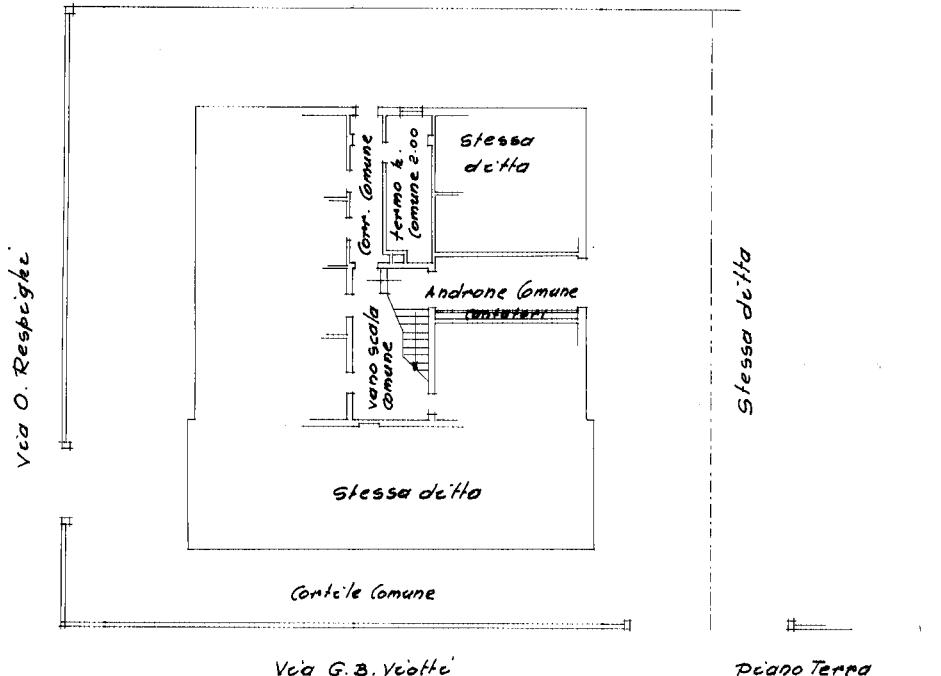 Stessa
ditta
Corr. Comune
termo h.
Comune 2.00
Androne Comune
Contatori
vano scala
Comune
Via O. Respighi
Stessa ditta
Stessa ditta
Cortile Comune
Via G.B. Viotti
Piano Terra